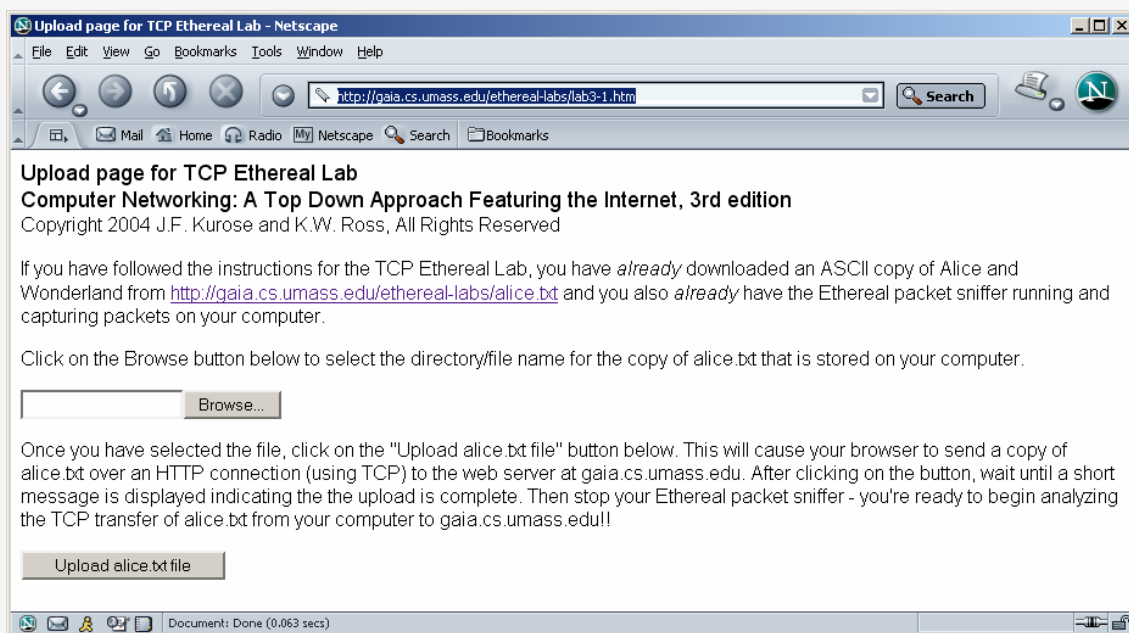 Upload page for TCP Ethereal Lab - Netscape
File Edit View Go Bookmarks Tools Window Help
http://gaia.cs.umass.edu/ethereal-labs/lab3-1.htm Search N
Mail Home Radio My Netscape Search Bookmarks
Upload page for TCP Ethereal Lab
Computer Networking: A Top Down Approach Featuring the Internet, 3rd edition
Copyright 2004 J.F. Kurose and K.W. Ross, All Rights Reserved
If you have followed the instructions for the TCP Ethereal Lab, you have already downloaded an ASCII copy of Alice and
Wonderland from http://gaia.cs.umass.edu/ethereal-labs/alice.txt and you also already have the Ethereal packet sniffer running and
capturing packets on your computer.
Click on the Browse button below to select the directory/file name for the copy of alice.txt that is stored on your computer.
Browse...
Once you have selected the file, click on the "Upload alice.txt file" button below. This will cause your browser to send a copy of
alice.txt over an HTTP connection (using TCP) to the web server at gaia.cs.umass.edu. After clicking on the button, wait until a short
message is displayed indicating the the upload is complete. Then stop your Ethereal packet sniffer - you're ready to begin analyzing
the TCP transfer of alice.txt from your computer to gaia.cs.umass.edu!!
Upload alice.txt file
Document: Done (0.063 secs)